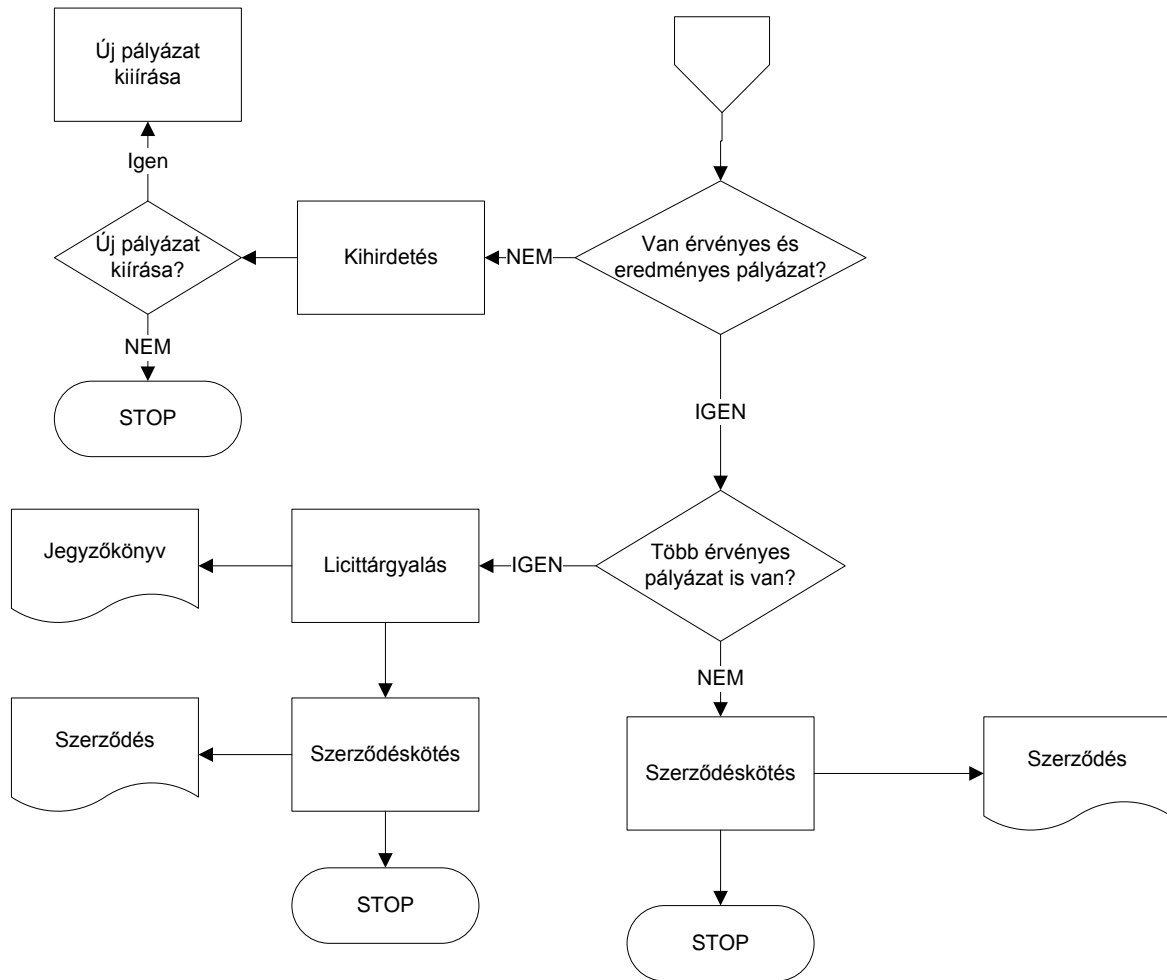 Új pályázat
kiiírása
Igen
Új pályázat
kiírása?
Kihirdetés
NEM
Van érvényes és
eredményes pályázat?
NEM
STOP
IGEN
Jegyzőkönyv
Licittárgyalás
IGEN
Több érvényes
pályázat is van?
NEM
Szerződés
Szerződéskötés
Szerződéskötés
Szerződés
STOP
STOP